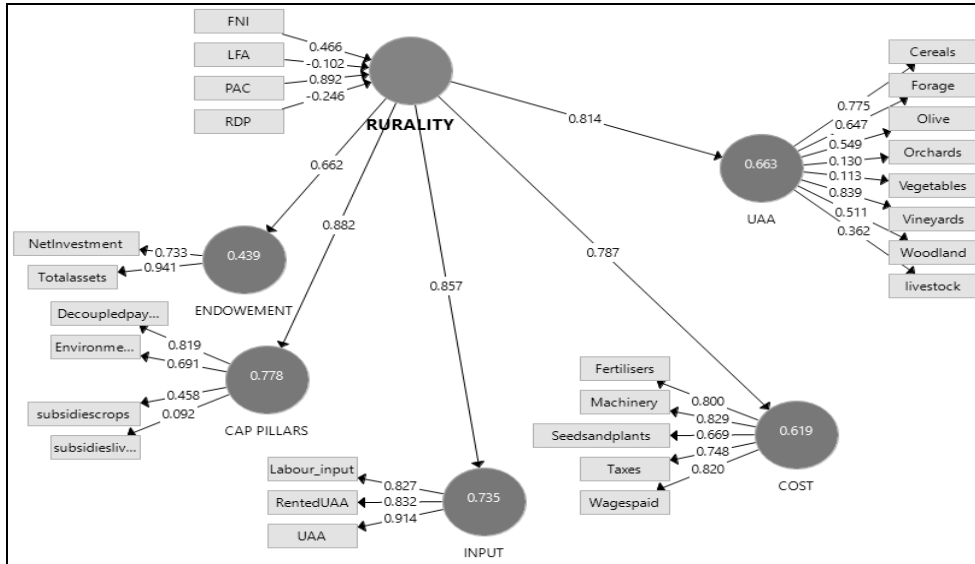 FNI
LFA
PAC
RDP
0.466
-0.102
0.892
-0.246
RURALITY
0.814
0.662
0.882
0.857
0.787
0.663
UAA
Cereals
Forage
Olive
Orchards
Vegetables
Vineyards
Woodland
livestock
0.775
0.647
0.549
0.130
0.113
0.839
0.511
0.362
NetInvestment
Totalassets
0.733
0.941
0.439
ENDOWEMENT
Decoupledpay...
Environme...
subsidiescrops
subsidiesliv...
0.819
0.691
0.458
0.092
0.778
CAP PILLARS
Labour_input
RentedUAA
UAA
0.827
0.832
0.914
0.735
INPUT
Fertilisers
Machinery
Seedsandplants
Taxes
Wagespaid
0.800
0.829
0.669
0.748
0.820
0.619
COST